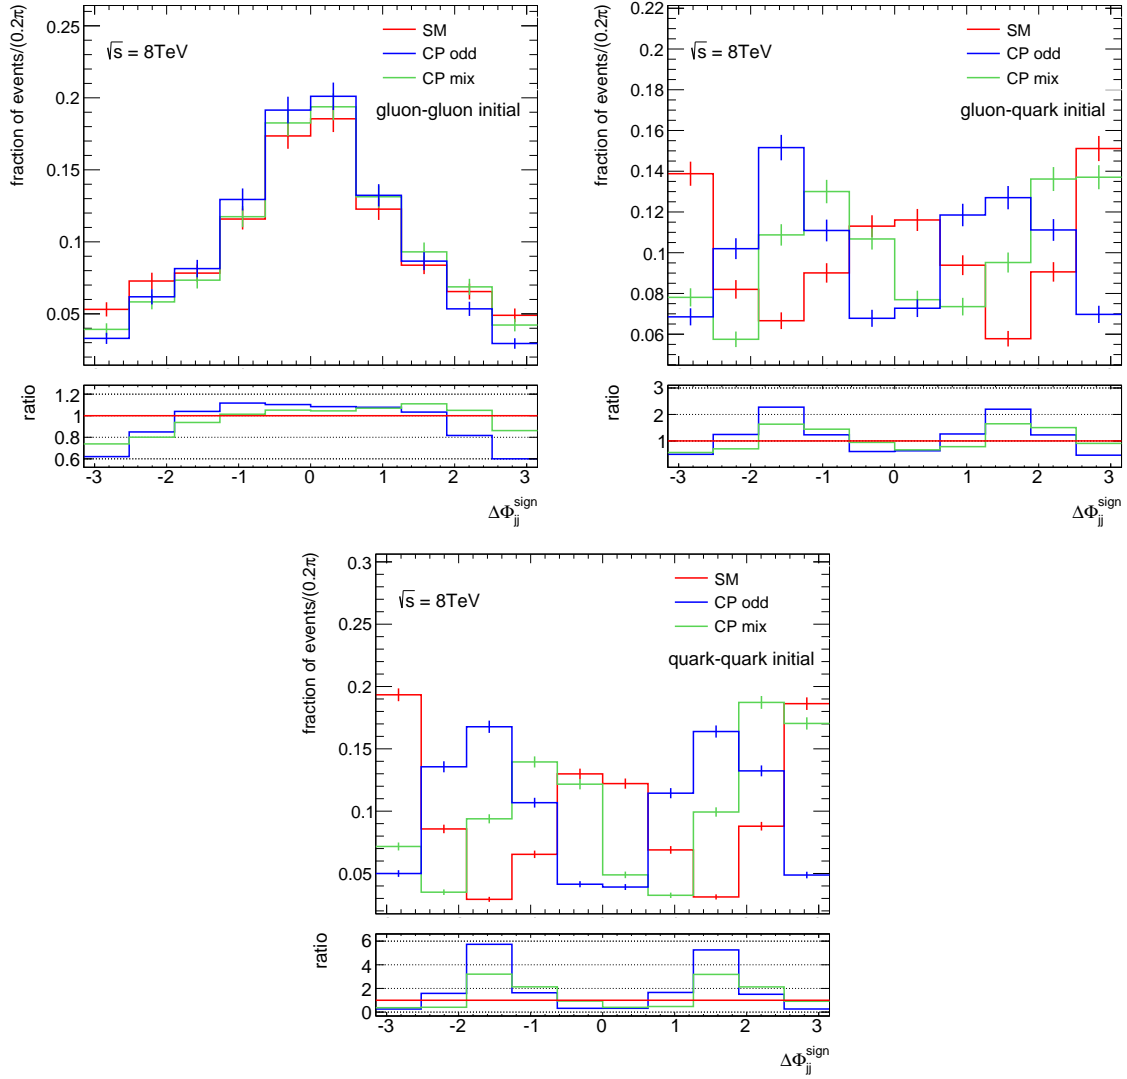 fraction of events/(0.2π)
0.25
0.2
0.15
0.1
0.05
√s = 8TeV
SM
CP odd
CP mix
gluon-gluon initial
ratio
1.2
1
0.8
0.6
-3 -2 -1 0 1 2 3
ΔΦ_jj^sign
fraction of events/(0.2π)
0.22
0.2
0.18
0.16
0.14
0.12
0.1
0.08
0.06
√s = 8TeV
SM
CP odd
CP mix
gluon-quark initial
ratio
3
2
1
-3 -2 -1 0 1 2 3
ΔΦ_jj^sign
fraction of events/(0.2π)
0.3
0.25
0.2
0.15
0.1
0.05
√s = 8TeV
SM
CP odd
CP mix
quark-quark initial
ratio
6
4
2
0
-3 -2 -1 0 1 2 3
ΔΦ_jj^sign